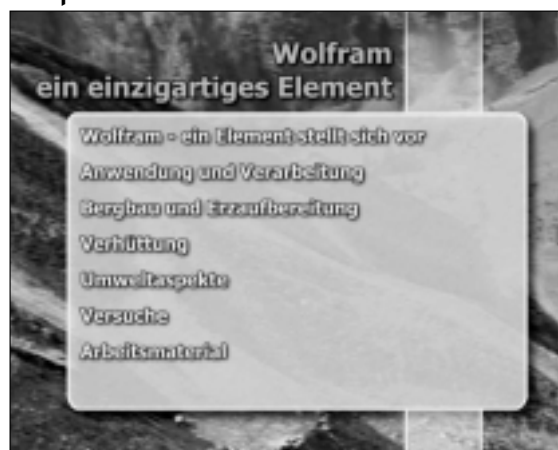 Wolfram
ein einzigartiges Element
Wolfram - ein Element stellt sich vor
Anwendung und Verarbeitung
Bergbau und Erzaufbereitung
Verhüttung
Umweltaspekte
Versuche
Arbeitsmaterial